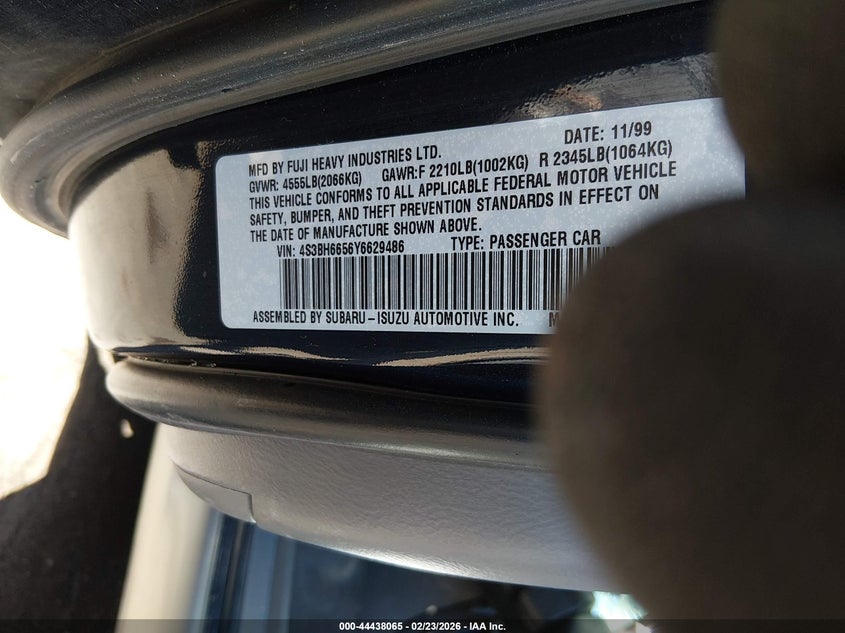 DATE: 11/99
MFD BY FUJI HEAVY INDUSTRIES LTD.
GVWR: 4555LB(2066KG) GAWR:F 2210LB(1002KG) R 2345LB(1064KG)
THIS VEHICLE CONFORMS TO ALL APPLICABLE FEDERAL MOTOR VEHICLE
SAFETY, BUMPER, AND THEFT PREVENTION STANDARDS IN EFFECT ON
THE DATE OF MANUFACTURE SHOWN ABOVE.
VIN: 4S3BH6656Y6629486 TYPE: PASSENGER CAR
ASSEMBLED BY SUBARU-ISUZU AUTOMOTIVE INC.
000-44438065 - 02/23/2026 - IAA Inc.